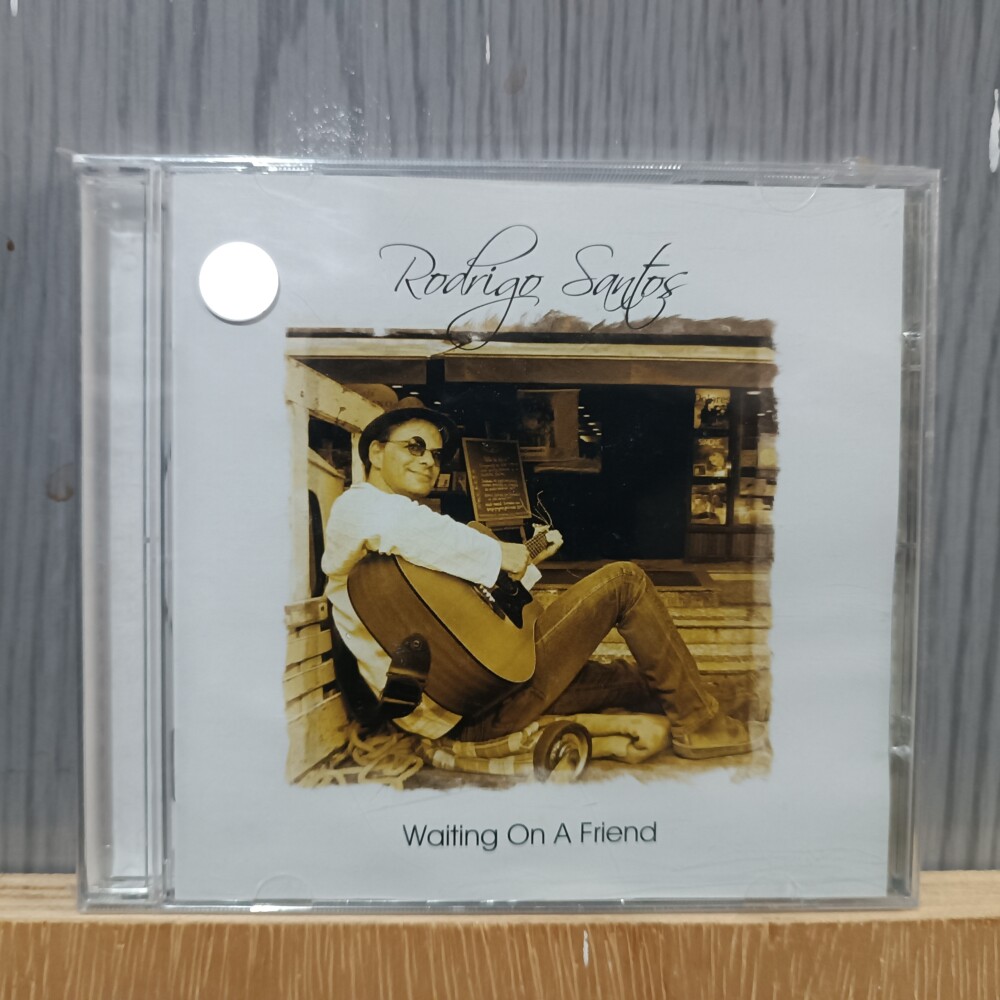 Rodrigo Santos
Waiting On A Friend